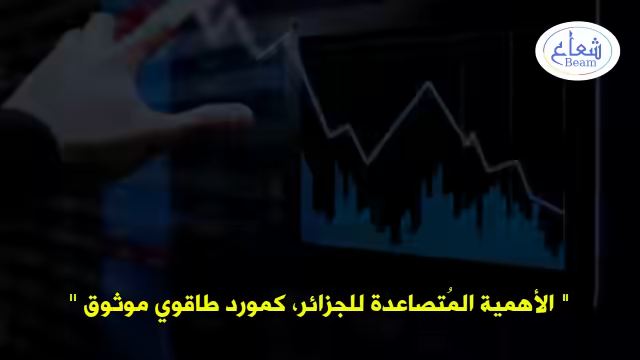 شعاع
Beam
" الأهمية المُتصاعدة للجزائر، كمورد طاقوي موثوق "